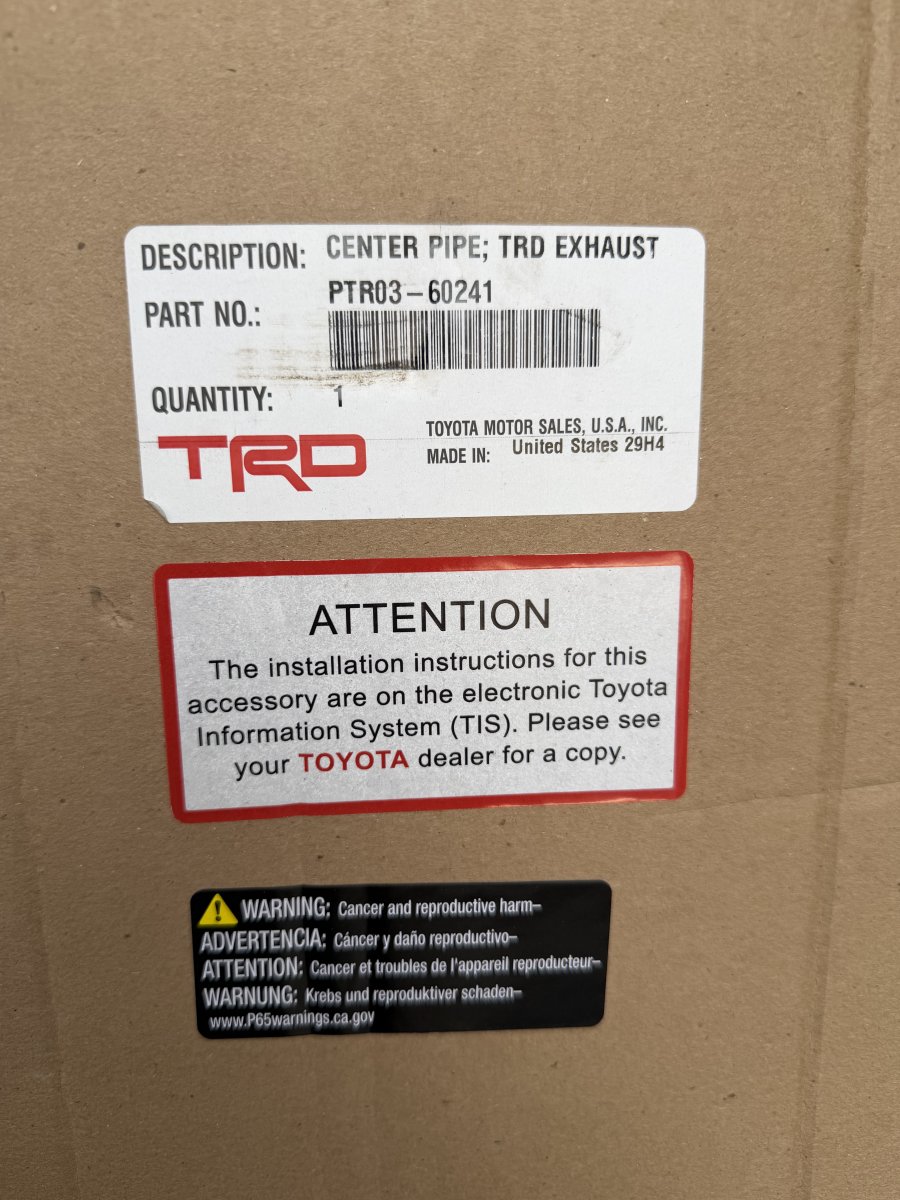 DESCRIPTION: CENTER PIPE; TRD EXHAUST
PART NO.: PTR03-60241
QUANTITY: 1
TRD
TOYOTA MOTOR SALES, U.S.A., INC.
MADE IN: United States 29H4
ATTENTION
The installation instructions for this
accessory are on the electronic Toyota
Information System (TIS). Please see
your TOYOTA dealer for a copy.
WARNING: Cancer and reproductive harm–
ADVERTENCIA: Cáncer y daño reproductivo–
ATTENTION: Cancer et troubles de l'appareil reproducteur–
WARNUNG: Krebs und reproduktiver schaden–
www.P65warnings.ca.gov